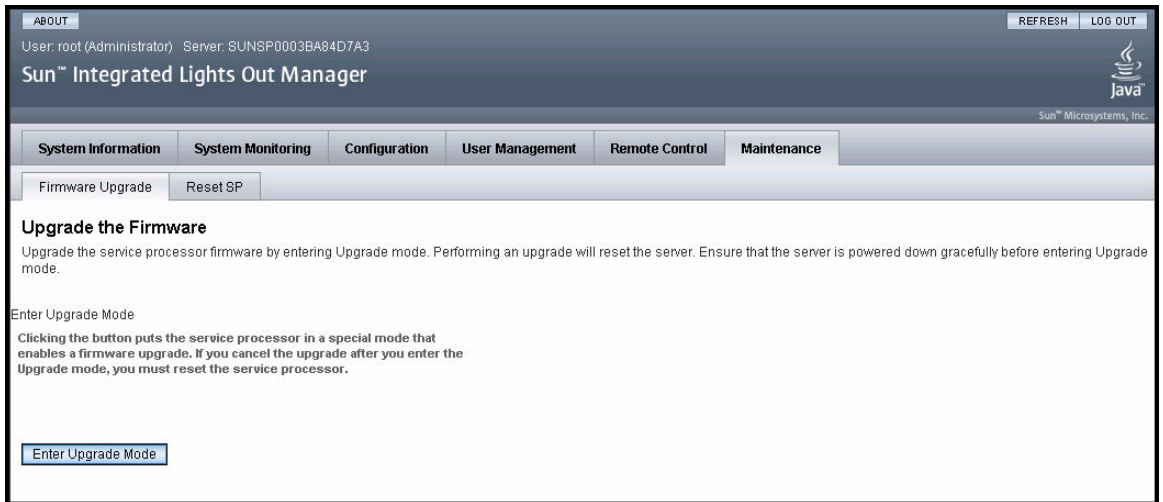 ABOUT REFRESH LOG OUT
User: root (Administrator) Server: SUNSP0003BA84D7A3
Sun™ Integrated Lights Out Manager
Java™
Sun™ Microsystems, Inc.
System Information System Monitoring Configuration User Management Remote Control Maintenance
Firmware Upgrade Reset SP
Upgrade the Firmware
Upgrade the service processor firmware by entering Upgrade mode. Performing an upgrade will reset the server. Ensure that the server is powered down gracefully before entering Upgrade
mode.
Enter Upgrade Mode
Clicking the button puts the service processor in a special mode that
enables a firmware upgrade. If you cancel the upgrade after you enter the
Upgrade mode, you must reset the service processor.
Enter Upgrade Mode